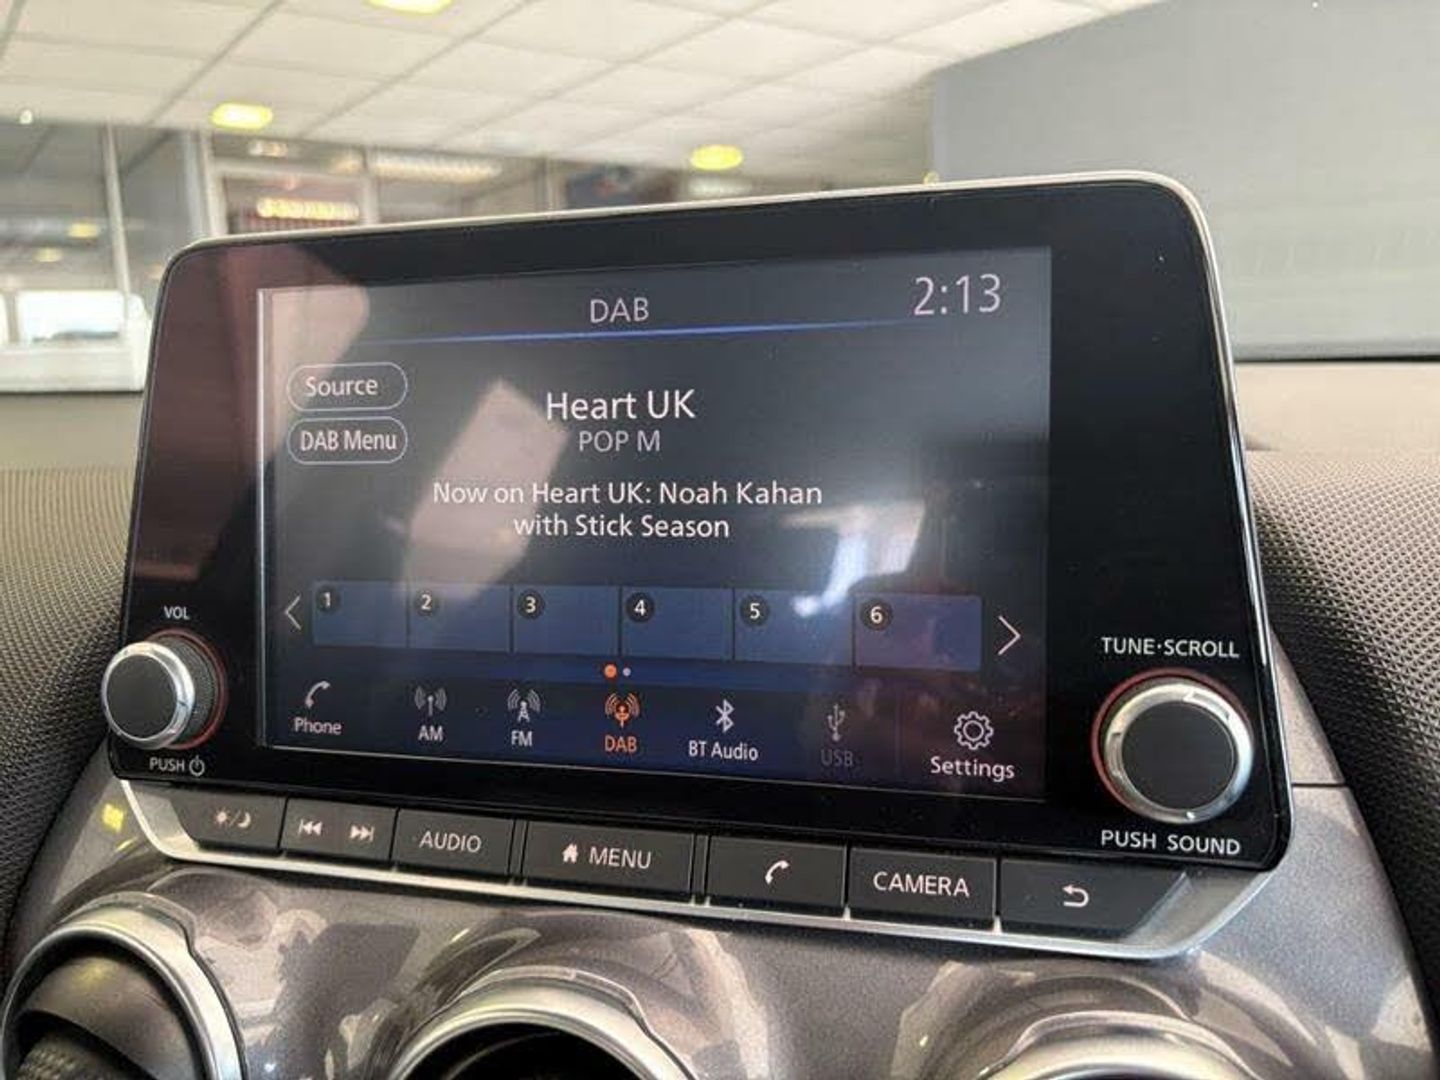 DAB
2:13
Source
Heart UK
DAB Menu
POP M
Now on Heart UK: Noah Kahan
with Stick Season
1 2 3 4 5 6
VOL
TUNE·SCROLL
Phone
AM
FM
DAB
BT Audio
USB
Settings
PUSH
PUSH SOUND
AUDIO
MENU
CAMERA